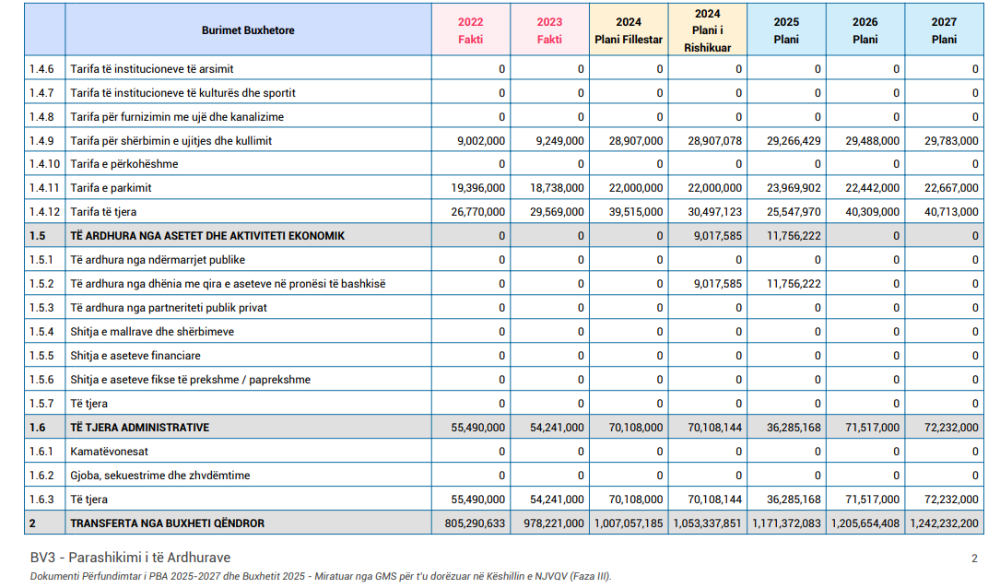 Burimet Buxhetore 2022 Fakti 2023 Fakti 2024 Plani Fillestar 2024 Plani i Rishikuar 2025 Plani 2026 Plani 2027 Plani
1.4.6 Tarifa të institucioneve të arsimit 0 0 0 0 0 0 0
1.4.7 Tarifa të institucioneve të kulturës dhe sportit 0 0 0 0 0 0 0
1.4.8 Tarifa për furnizimin me ujë dhe kanalizime 0 0 0 0 0 0 0
1.4.9 Tarifa për shërbimin e ujitjes dhe kullimit 9,002,000 9,249,000 28,907,000 28,907,078 29,266,429 29,488,000 29,783,000
1.4.10 Tarifa e përkohëshme 0 0 0 0 0 0 0
1.4.11 Tarifa e parkimit 19,396,000 18,738,000 22,000,000 22,000,000 23,969,902 22,442,000 22,667,000
1.4.12 Tarifa të tjera 26,770,000 29,569,000 39,515,000 30,497,123 25,547,970 40,309,000 40,713,000
1.5 TË ARDHURA NGA ASETET DHE AKTIVITETI EKONOMIK 0 0 0 9,017,585 11,756,222 0 0
1.5.1 Të ardhura nga ndërmarrjet publike 0 0 0 0 0 0 0
1.5.2 Të ardhura nga dhënia me qira e aseteve në pronësi të bashkisë 0 0 0 9,017,585 11,756,222 0 0
1.5.3 Të ardhura nga partneriteti publik privat 0 0 0 0 0 0 0
1.5.4 Shitja e mallrave dhe shërbimeve 0 0 0 0 0 0 0
1.5.5 Shitja e aseteve financiare 0 0 0 0 0 0 0
1.5.6 Shitja e aseteve fikse të prekshme / paprekshme 0 0 0 0 0 0 0
1.5.7 Të tjera 0 0 0 0 0 0 0
1.6 TË TJERA ADMINISTRATIVE 55,490,000 54,241,000 70,108,000 70,108,144 36,285,168 71,517,000 72,232,000
1.6.1 Kamatëvonesat 0 0 0 0 0 0 0
1.6.2 Gjoba, sekuestrime dhe zhvdëmtime 0 0 0 0 0 0 0
1.6.3 Të tjera 55,490,000 54,241,000 70,108,000 70,108,144 36,285,168 71,517,000 72,232,000
2 TRANSFERTA NGA BUXHETI QËNDROR 805,290,633 978,221,000 1,007,057,185 1,053,337,851 1,171,372,083 1,205,654,408 1,242,232,200
BV3 - Parashikimi i të Ardhurave 2
Dokumenti Përfundimtar i PBA 2025-2027 dhe Buxhetit 2025 - Miratuar nga GMS për t'u dorëzuar në Këshillin e NJVQV (Faza III).